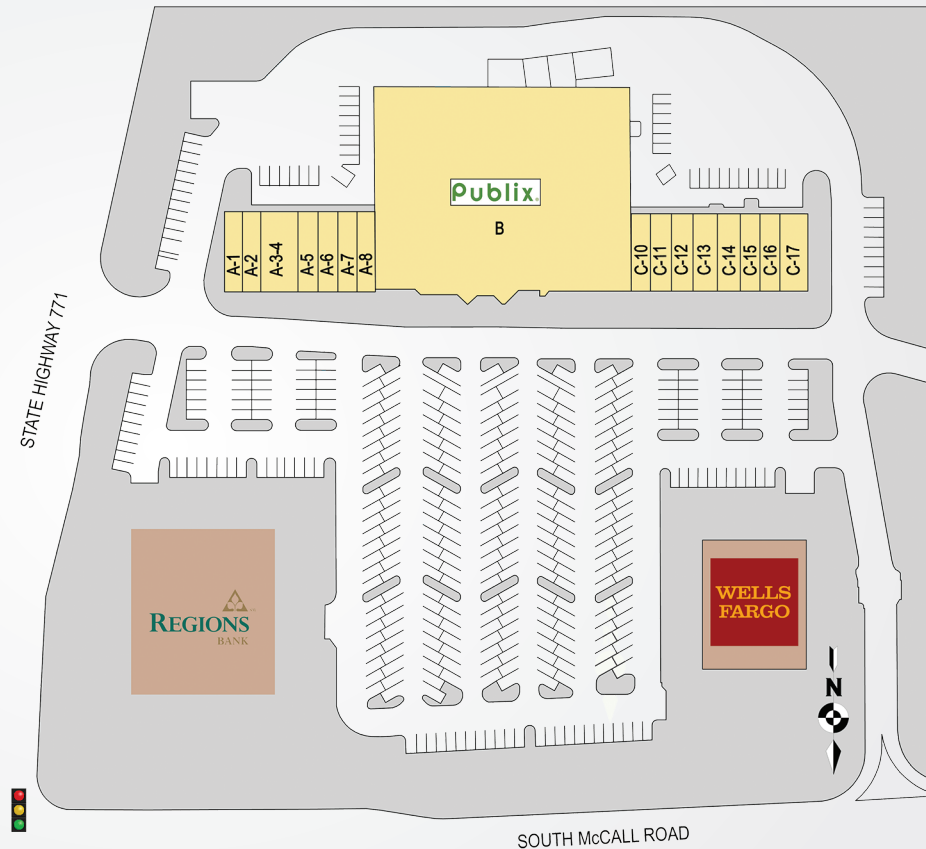 Publix.
B
A-1
A-2
A-3-4
A-5
A-6
A-7
A-8
C-10
C-11
C-12
C-13
C-14
C-15
C-16
C-17
STATE HIGHWAY 771
REGIONS
BANK
WELLS
FARGO
N
SOUTH McCALL ROAD